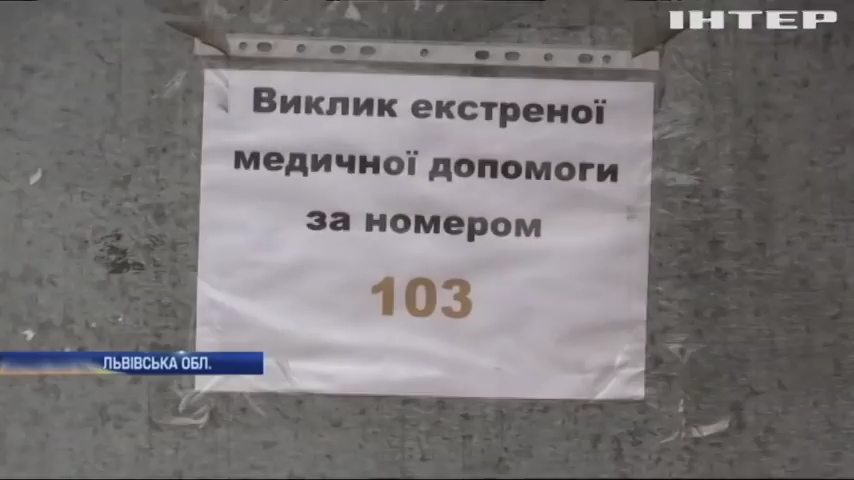 ІНТЕР
Виклик екстреної
медичної допомоги
за номером
103
ЛЬВІВСЬКА ОБЛ.